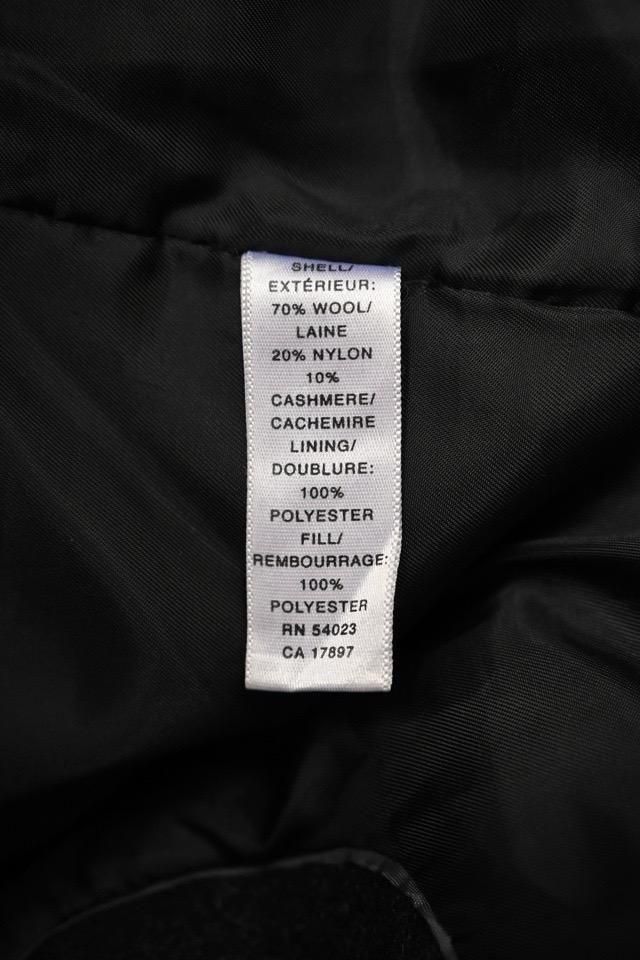 SHELL/
EXTÉRIEUR:
70% WOOL/
LAINE
20% NYLON
10%
CASHMERE/
CACHEMIRE
LINING/
DOUBLURE:
100%
POLYESTER
FILL/
REMBOURRAGE:
100%
POLYESTER
RN 54023
CA 17897